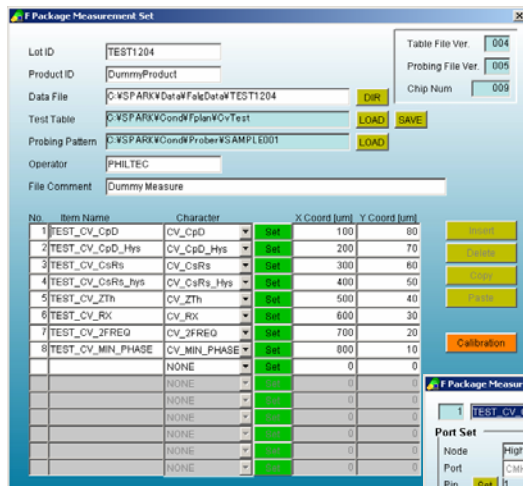 F Package Measurement Set
Lot ID TEST1204
Product ID DummyProduct
Data File C:¥SPARK¥Data¥FalgData¥TEST1204 DIR
Test Table C:¥SPARK¥Cond¥Fplan¥CvTest LOAD SAVE
Probing Pattern C:¥SPARK¥Cond¥Prober¥SAMPLE001 LOAD
Operator PHILTEC
File Comment Dummy Measure
Table File Ver. 004
Probing File Ver. 005
Chip Num 009
No. Item Name Character X Coord [um] Y Coord [um]
1 TEST_CV_CpD CV_CpD Set 100 80
2 TEST_CV_CpD_Hys CV_CpD_Hys Set 200 70
3 TEST_CV_CsRs CV_CsRs Set 300 60
4 TEST_CV_CsRs_hys CV_CsRs_Hys Set 400 50
5 TEST_CV_ZTh CV_ZTh Set 500 40
6 TEST_CV_RX CV_RX Set 600 30
7 TEST_CV_2FREQ CV_2FREQ Set 700 20
8 TEST_CV_MIN_PHASE CV_MIN_PHASE Set 800 10
NONE Set 0 0
NONE Set 0 0
NONE Set 0 0
NONE Set 0 0
NONE Set 0 0
NONE Set 0 0
NONE Set 0 0
Insert
Delete
Copy
Paste
Calibration
F Package Measur
1 TEST_CV_
Port Set
Node High
Port
Pin Set 1